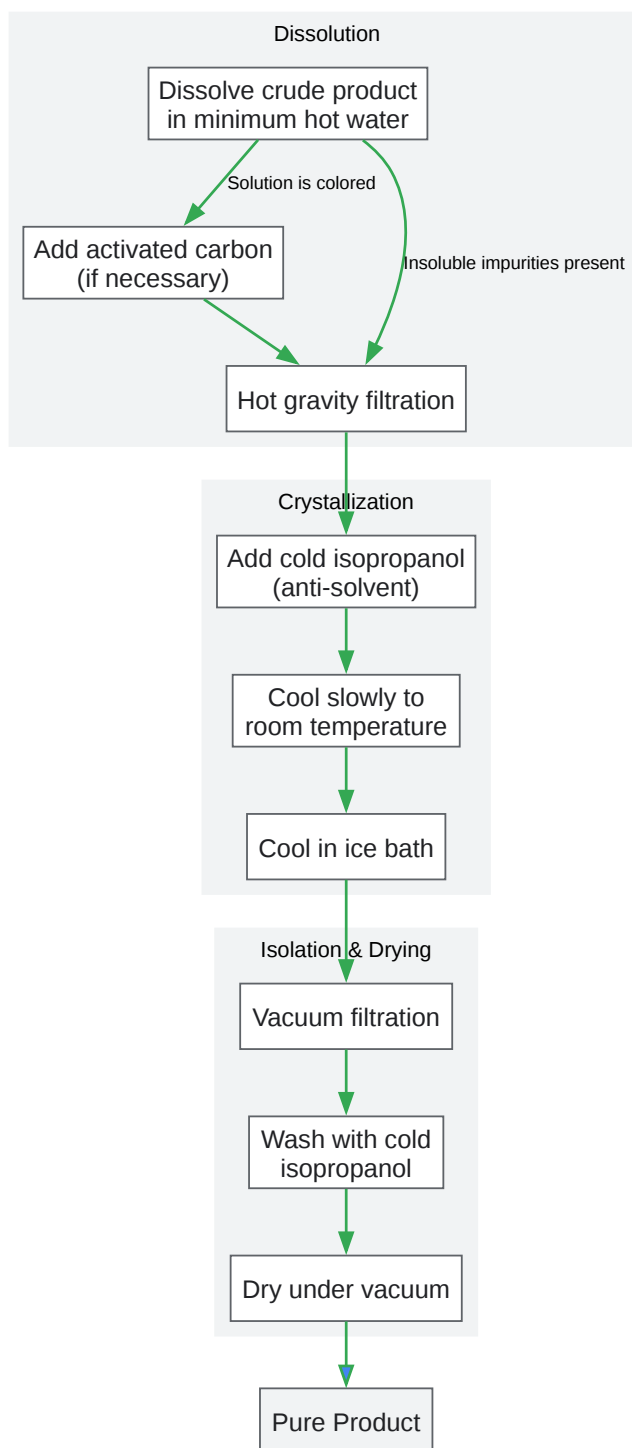 Dissolution
Dissolve crude product
in minimum hot water
Solution is colored
Add activated carbon
(if necessary)
Insoluble impurities present
Hot gravity filtration
Crystallization
Add cold isopropanol
(anti-solvent)
Cool slowly to
room temperature
Cool in ice bath
Isolation & Drying
Vacuum filtration
Wash with cold
isopropanol
Dry under vacuum
Pure Product